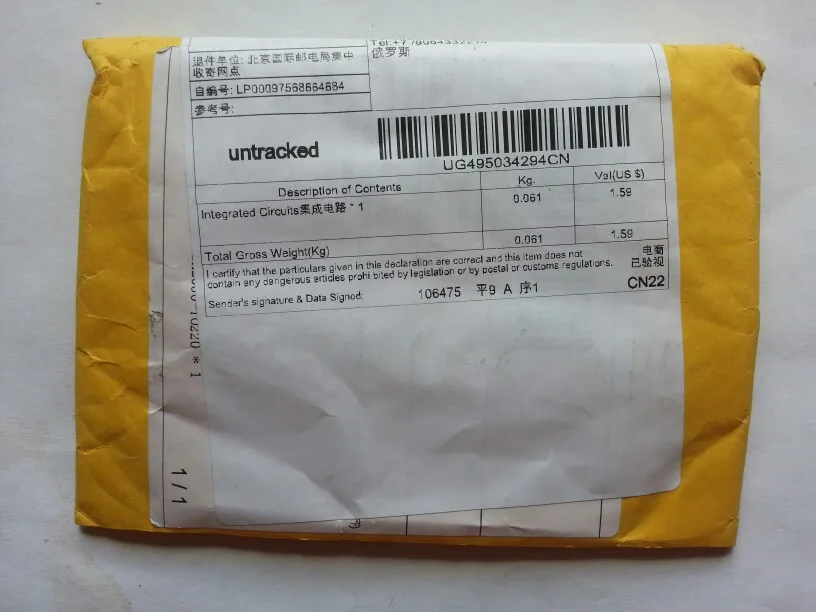 退件单位: 北京国际邮电局集中
收寄网点
俄罗斯
自编号: LP00097568664684
参考号:
untracked
UG495034294CN
Description of Contents
Kg.
Val(US $)
Integrated Circuits集成电路 * 1
0.061
1.59
Total Gross Weight(Kg)
0.061
1.59
I certify that the particulars given in this declaration are correct and this item does not
contain any dangerous articles prohi bited by legislation or by postal or customs regulations.
电商
已验视
Sender's signature & Data Signod:
106475 平9 A 序1
CN22
* 1
1 / 1